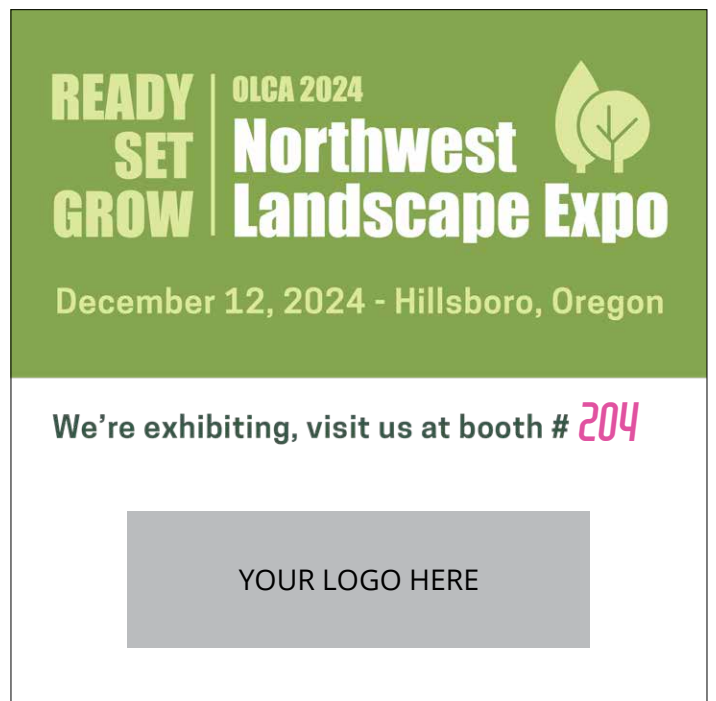 READY
SET
GROW
OLCA 2024
Northwest
Landscape Expo
December 12, 2024 - Hillsboro, Oregon
We’re exhibiting, visit us at booth # 204
YOUR LOGO HERE